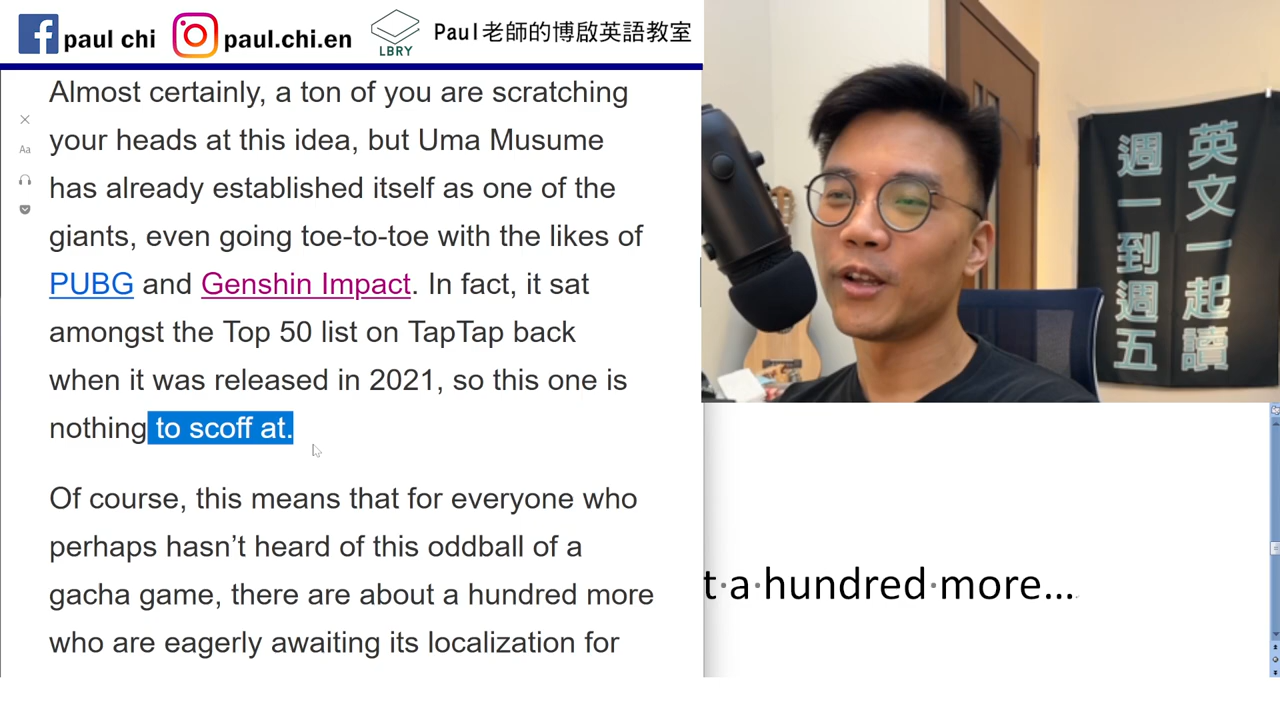 paul chi
paul.chi.en
LBRY
Paul老師的博啟英語教室
Almost certainly, a ton of you are scratching
your heads at this idea, but Uma Musume
has already established itself as one of the
giants, even going toe-to-toe with the likes of
PUBG and Genshin Impact. In fact, it sat
amongst the Top 50 list on TapTap back
when it was released in 2021, so this one is
nothing to scoff at.
Of course, this means that for everyone who
perhaps hasn’t heard of this oddball of a
gacha game, there are about a hundred more
who are eagerly awaiting its localization for
Aa
英文一起讀
週一到週五
t·a·hundred·more…